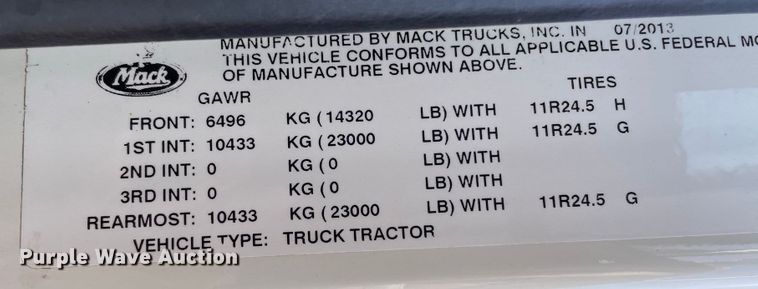 MANUFACTURED BY MACK TRUCKS, INC. IN 07/2013
THIS VEHICLE CONFORMS TO ALL APPLICABLE U.S. FEDERAL
OF MANUFACTURE SHOWN ABOVE.
Mack
GAWR TIRES
FRONT: 6496 KG ( 14320 LB) WITH 11R24.5 H
1ST INT: 10433 KG ( 23000 LB) WITH 11R24.5 G
2ND INT: 0 KG ( 0 LB) WITH
3RD INT: 0 KG ( 0 LB) WITH
REARMOST: 10433 KG ( 23000 LB) WITH 11R24.5 G
VEHICLE TYPE: TRUCK TRACTOR
Purple Wave Auction